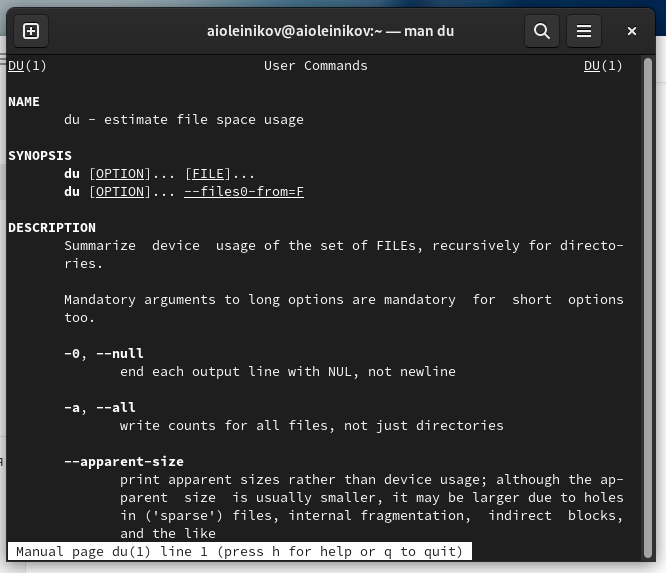 aioleinikov@aioleinikov:~ — man du
DU(1) User Commands DU(1)
NAME
du - estimate file space usage
SYNOPSIS
du [OPTION]... [FILE]...
du [OPTION]... --files0-from=F
DESCRIPTION
Summarize  device  usage of the set of FILEs, recursively for directo-
ries.
Mandatory arguments to long options are mandatory  for  short  options
too.
-0, --null
end each output line with NUL, not newline
-a, --all
write counts for all files, not just directories
--apparent-size
print apparent sizes rather than device usage; although the ap-
parent  size  is usually smaller, it may be larger due to holes
in ('sparse') files, internal fragmentation,  indirect  blocks,
and the like
Manual page du(1) line 1 (press h for help or q to quit)